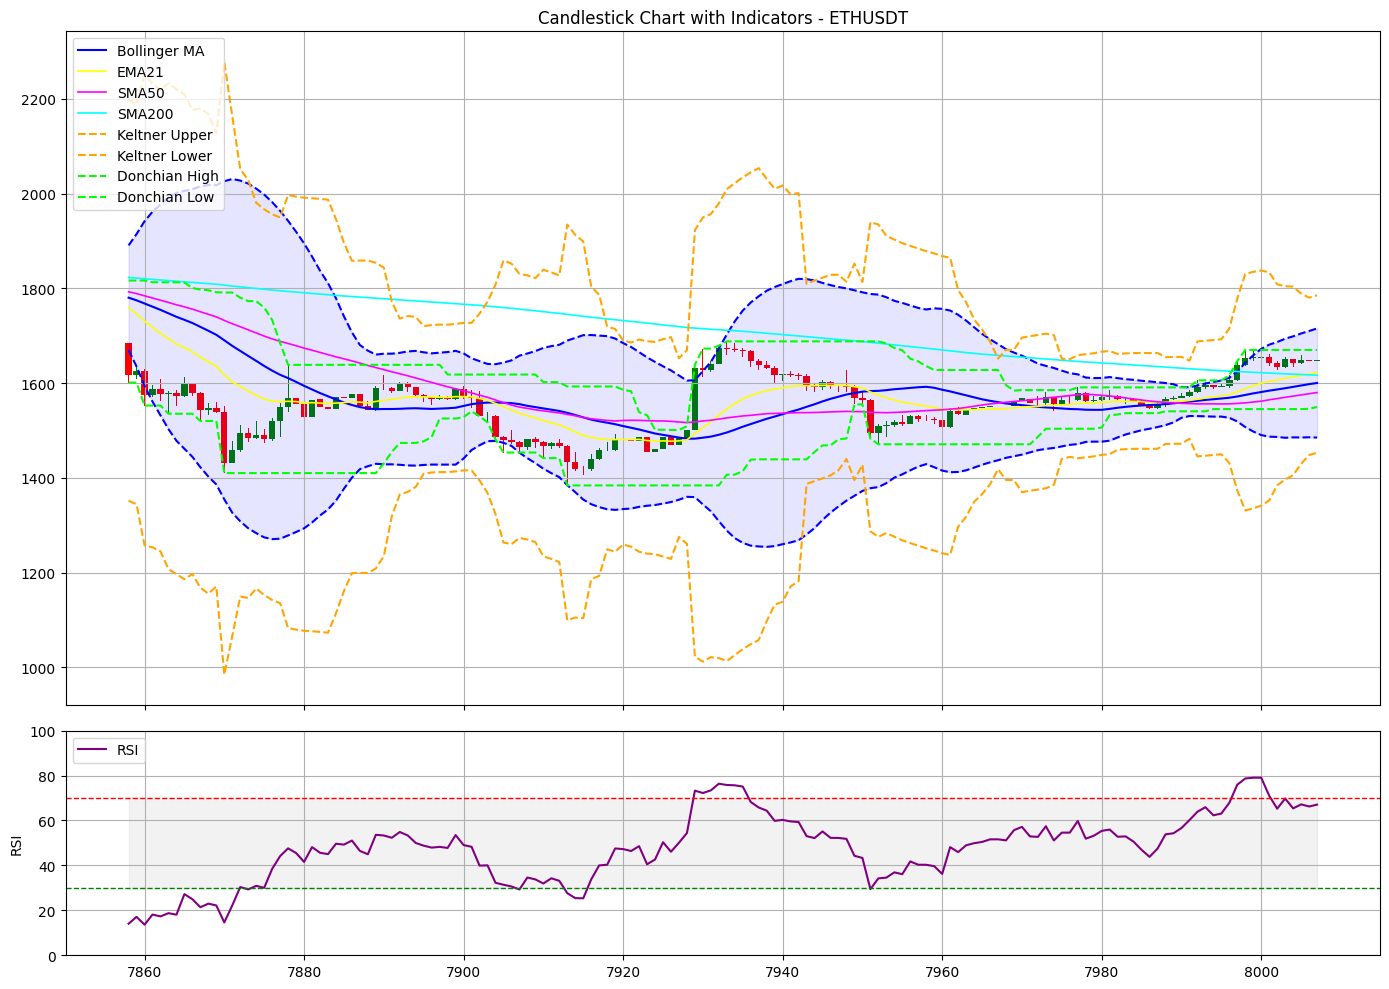 Candlestick Chart with Indicators - ETHUSDT
Bollinger MA
EMA21
SMA50
SMA200
Keltner Upper
Keltner Lower
Donchian High
Donchian Low
2200
2000
1800
1600
1400
1200
1000
RSI
100
80
60
40
20
0
RSI
7860
7880
7900
7920
7940
7960
7980
8000